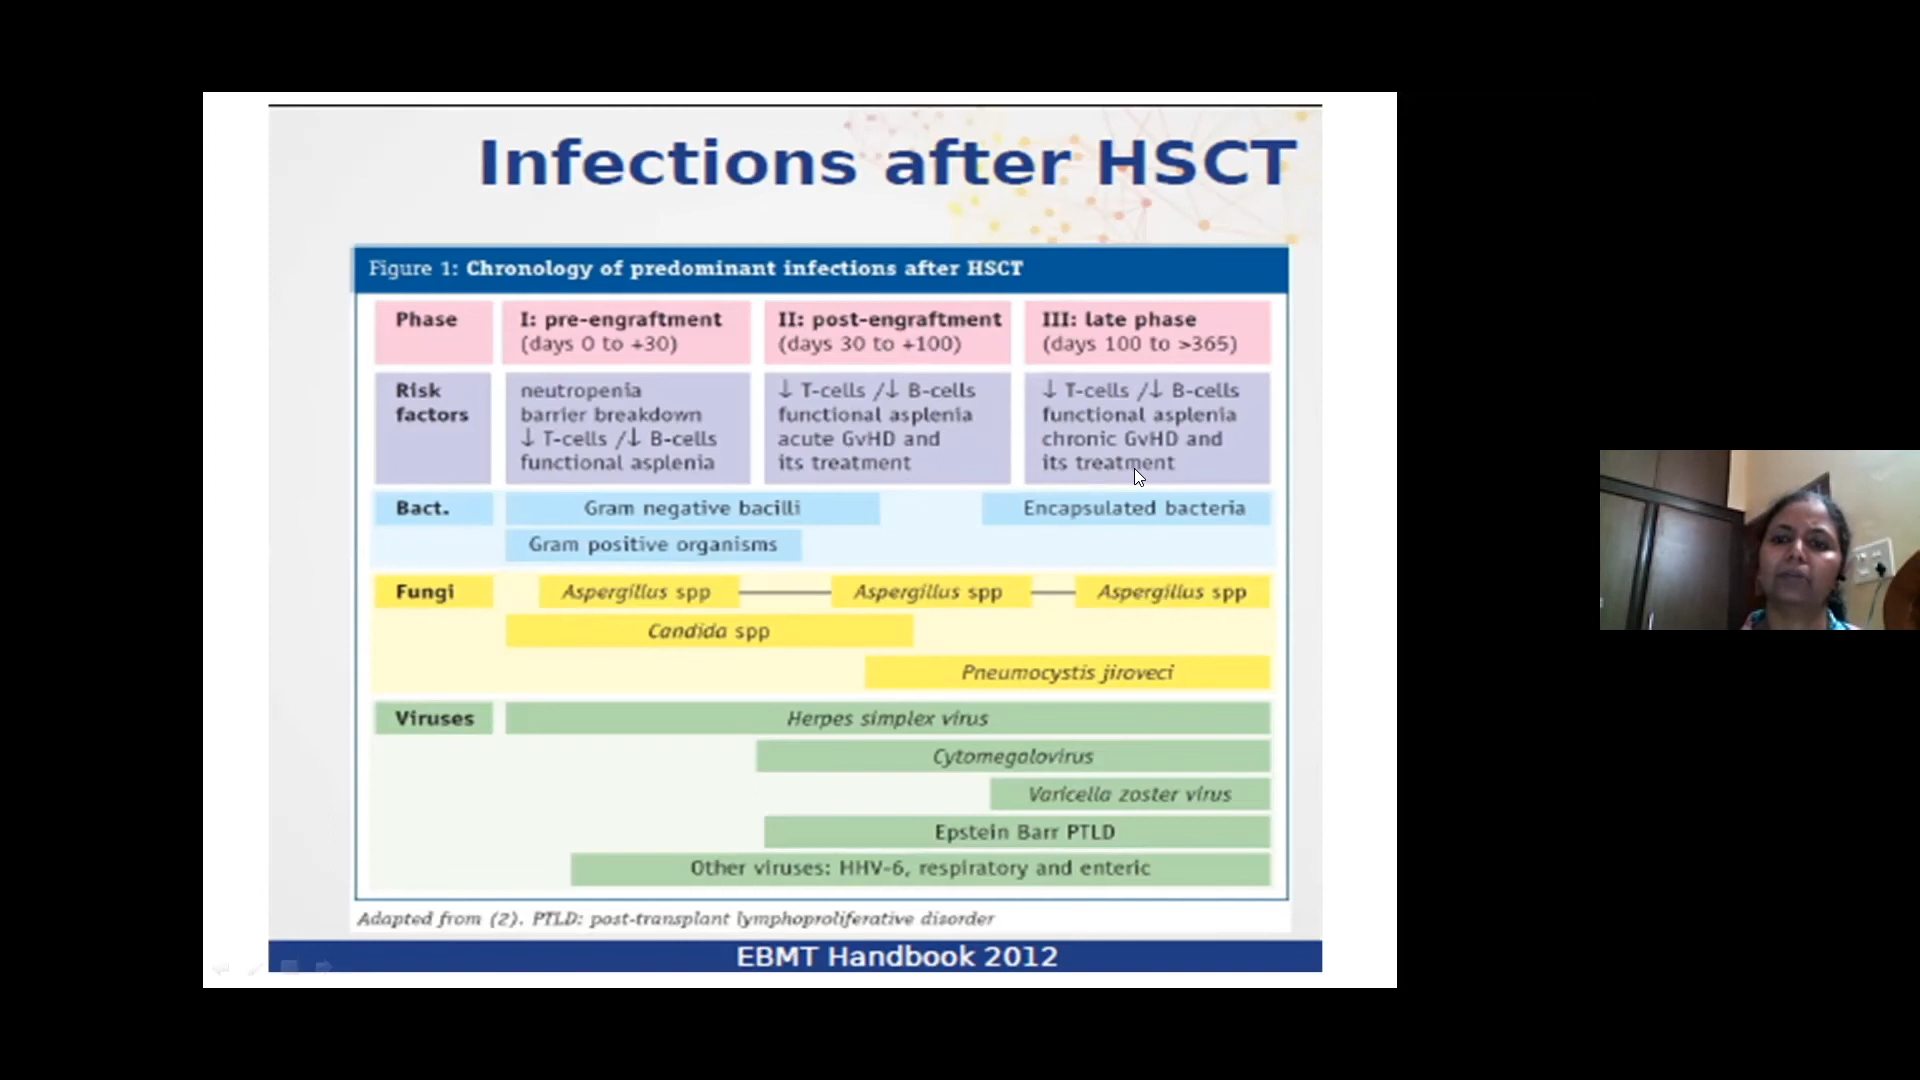 Infections after HSCT
Figure 1: Chronology of predominant infections after HSCT
Phase
I: pre-engraftment
(days 0 to +30)
II: post-engraftment
(days 30 to +100)
III: late phase
(days 100 to >365)
Risk
factors
neutropenia
barrier breakdown
↓ T-cells /↓ B-cells
functional asplenia
↓ T-cells /↓ B-cells
functional asplenia
acute GvHD and
its treatment
↓ T-cells /↓ B-cells
functional asplenia
chronic GvHD and
its treatment
Bact.
Gram negative bacilli
Encapsulated bacteria
Gram positive organisms
Fungi
Aspergillus spp
Aspergillus spp
Aspergillus spp
Candida spp
Pneumocystis jiroveci
Viruses
Herpes simplex virus
Cytomegalovirus
Varicella zoster virus
Epstein Barr PTLD
Other viruses: HHV-6, respiratory and enteric
Adapted from (2). PTLD: post-transplant lymphoproliferative disorder
EBMT Handbook 2012